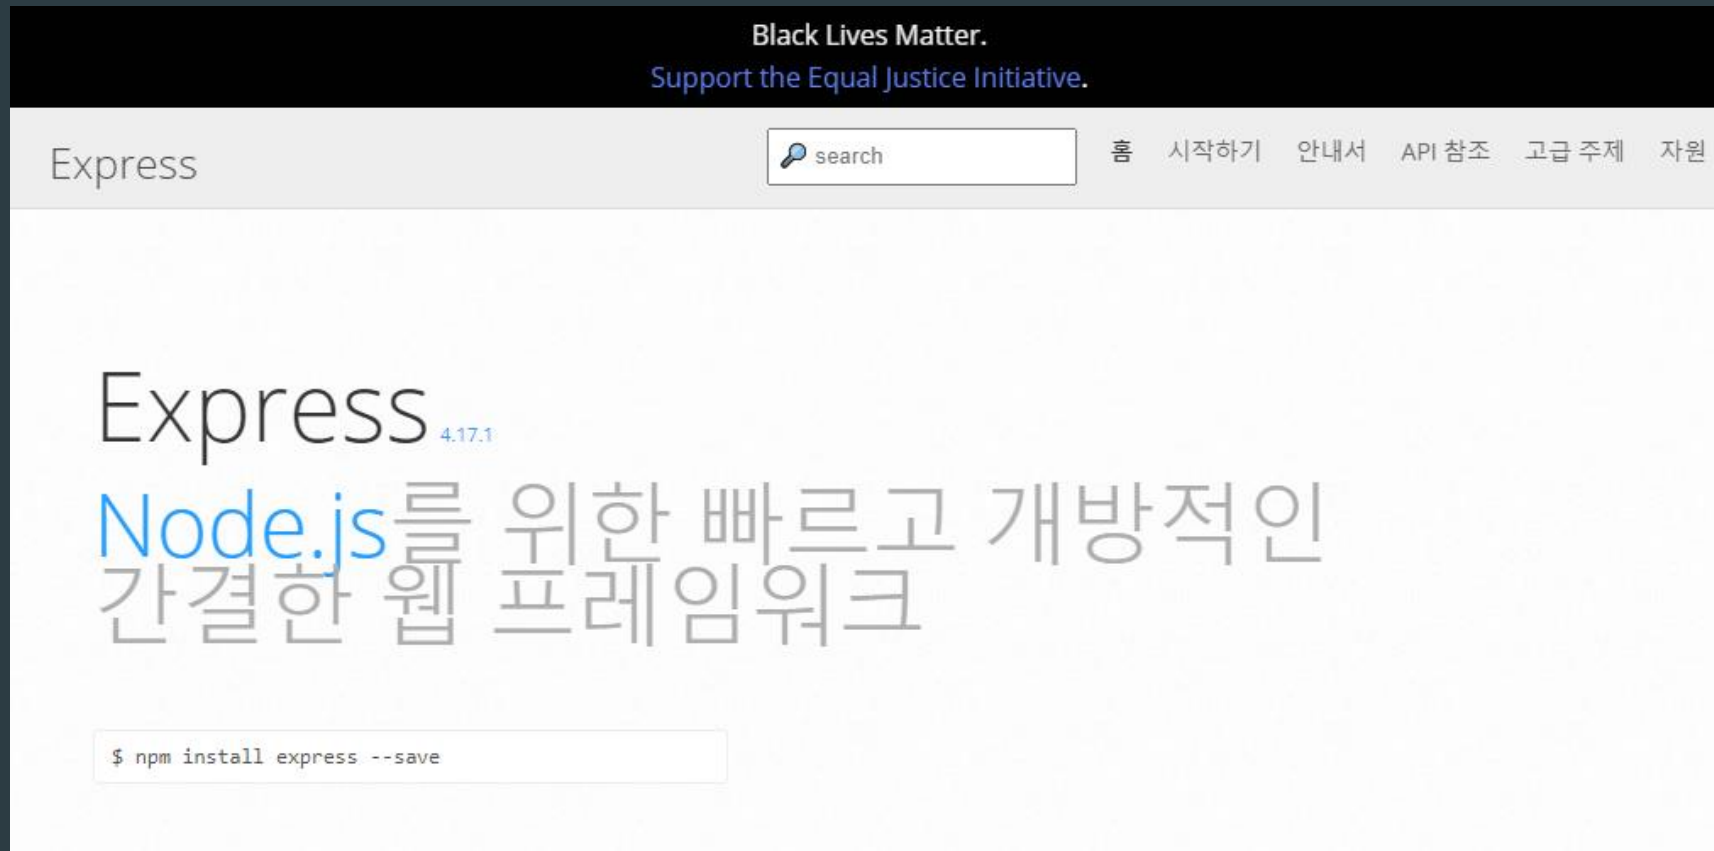 Black Lives Matter.
Support the Equal Justice Initiative.
Express
search
홈 시작하기 안내서 API 참조 고급 주제 자원
Express 4.17.1
Node.js를 위한 빠르고 개방적인
간결한 웹 프레임워크
$ npm install express --save